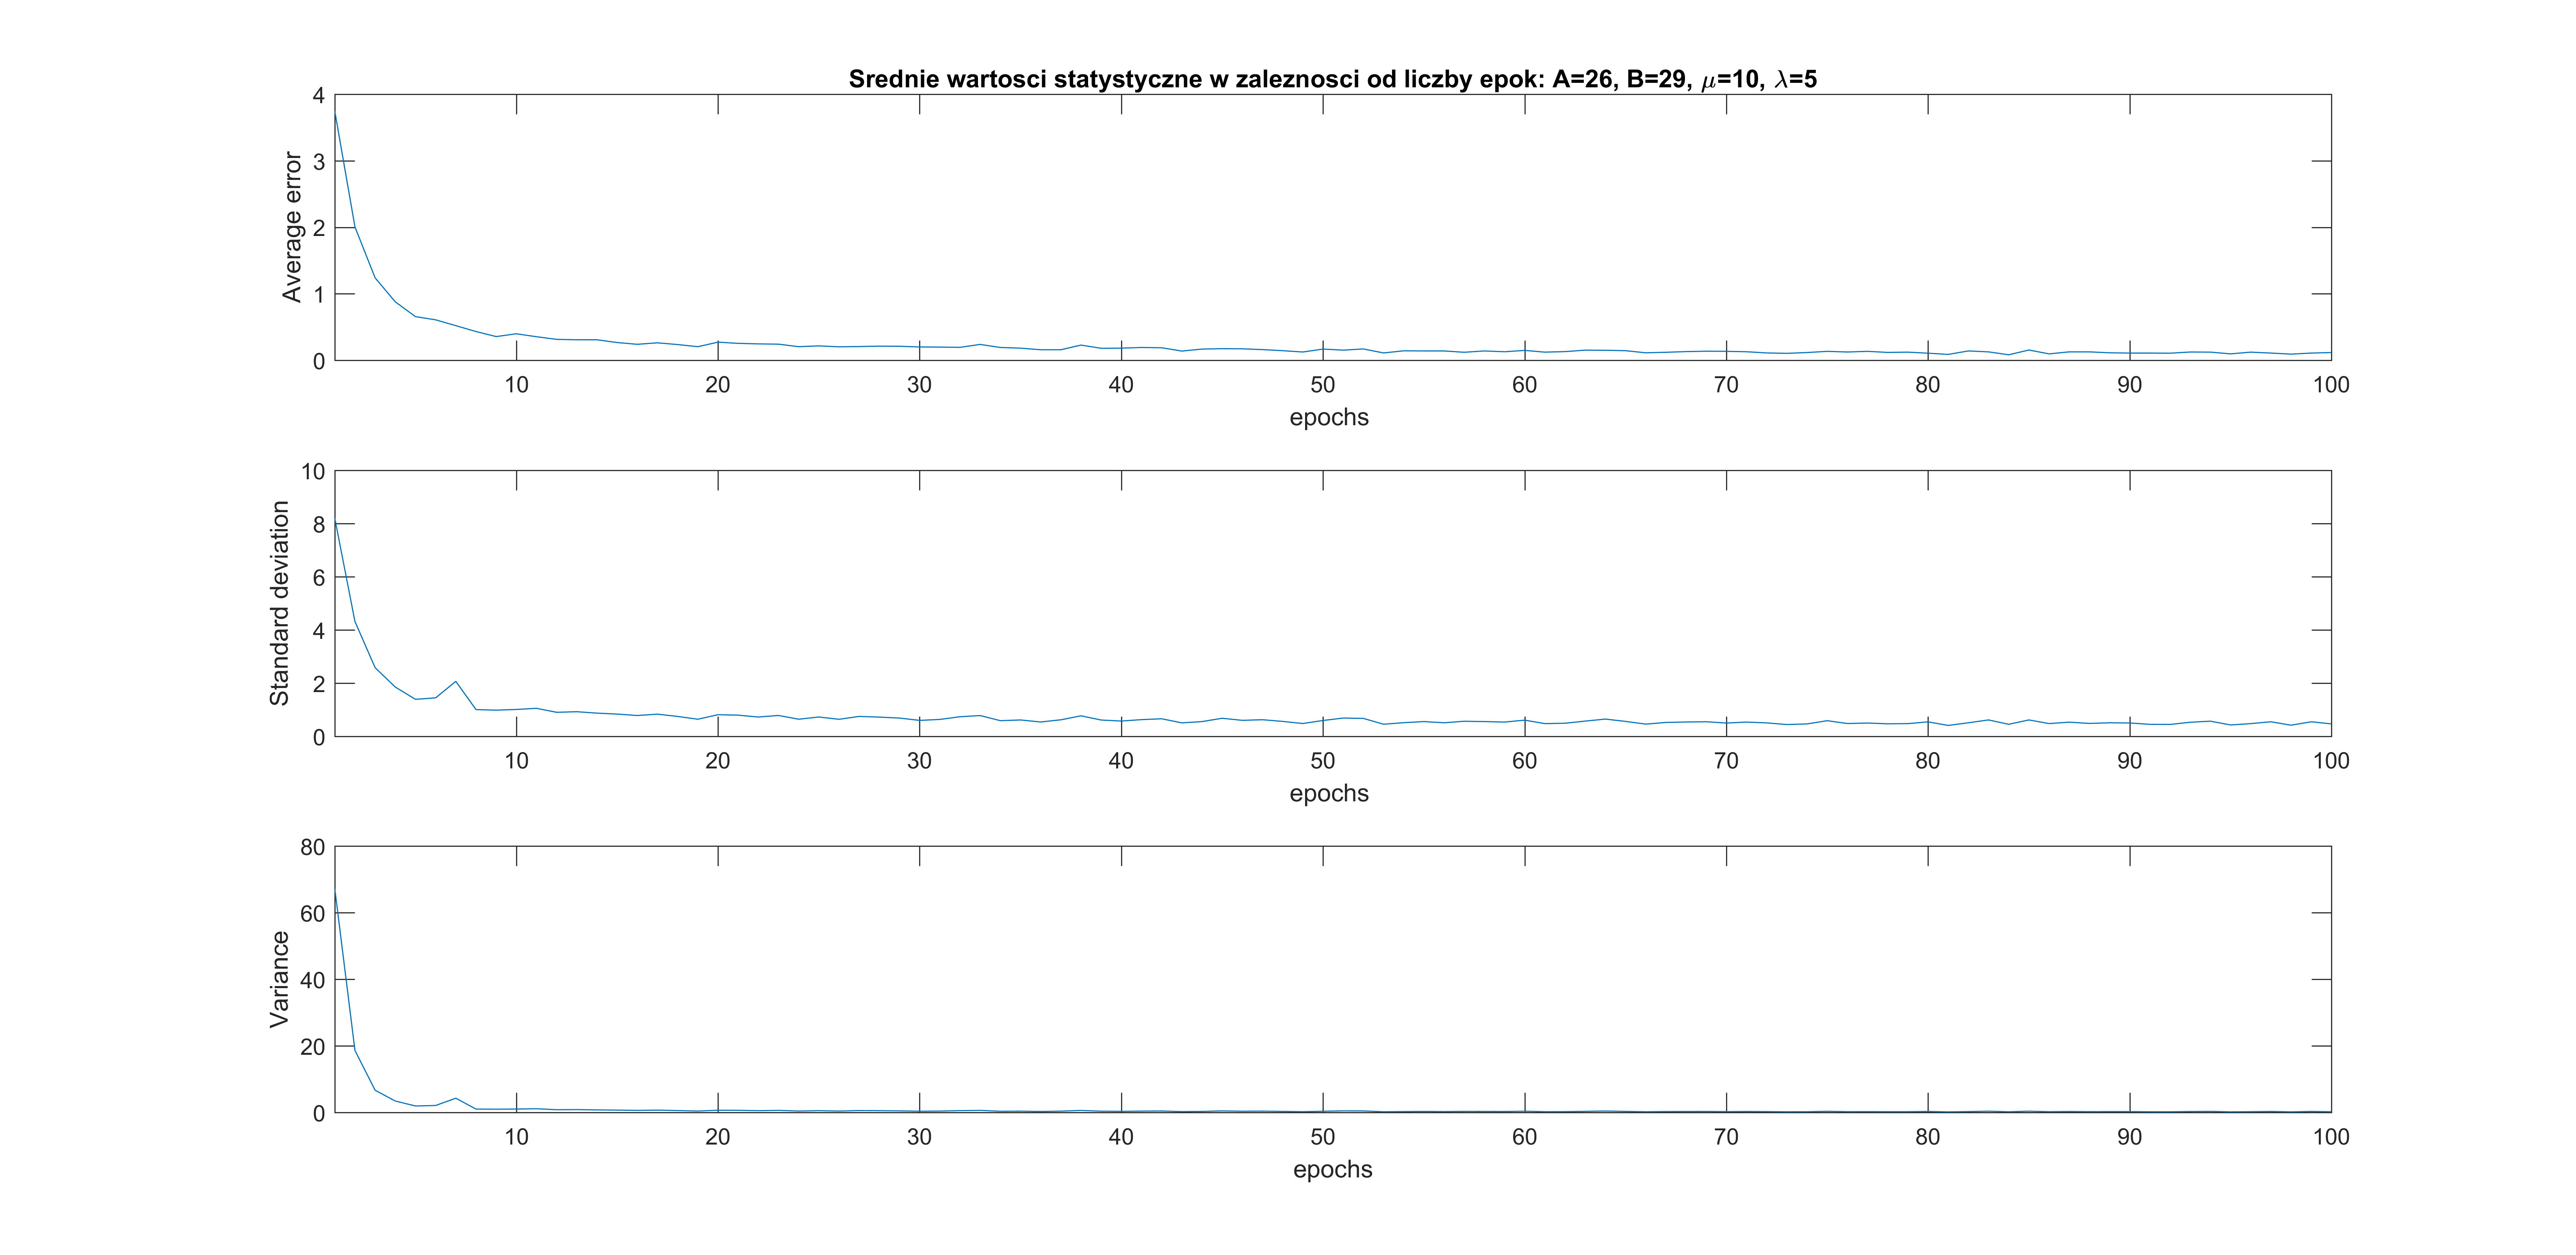 Srednie wartosci statystyczne w zaleznosci od liczby epok: A=26, B=29, μ=10, λ=5
4
3
2
1
0
Average error
10 20 30 40 50 60 70 80 90 100
epochs
10
8
6
4
2
0
Standard deviation
10 20 30 40 50 60 70 80 90 100
epochs
80
60
40
20
0
Variance
10 20 30 40 50 60 70 80 90 100
epochs